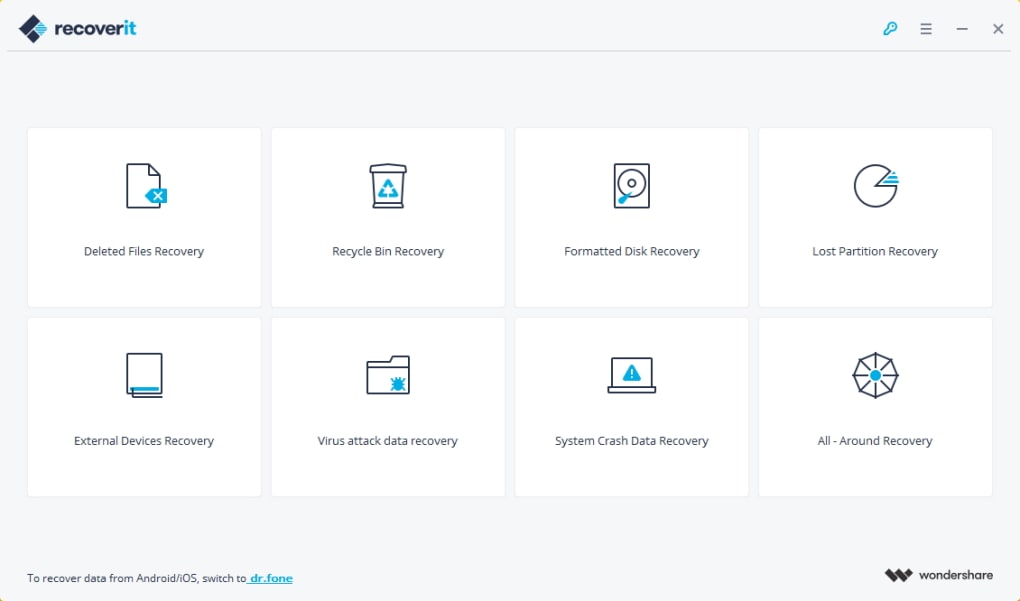 recoverit
Deleted Files Recovery
Recycle Bin Recovery
Formatted Disk Recovery
Lost Partition Recovery
External Devices Recovery
Virus attack data recovery
System Crash Data Recovery
All - Around Recovery
To recover data from Android/iOS, switch to dr.fone
wondershare